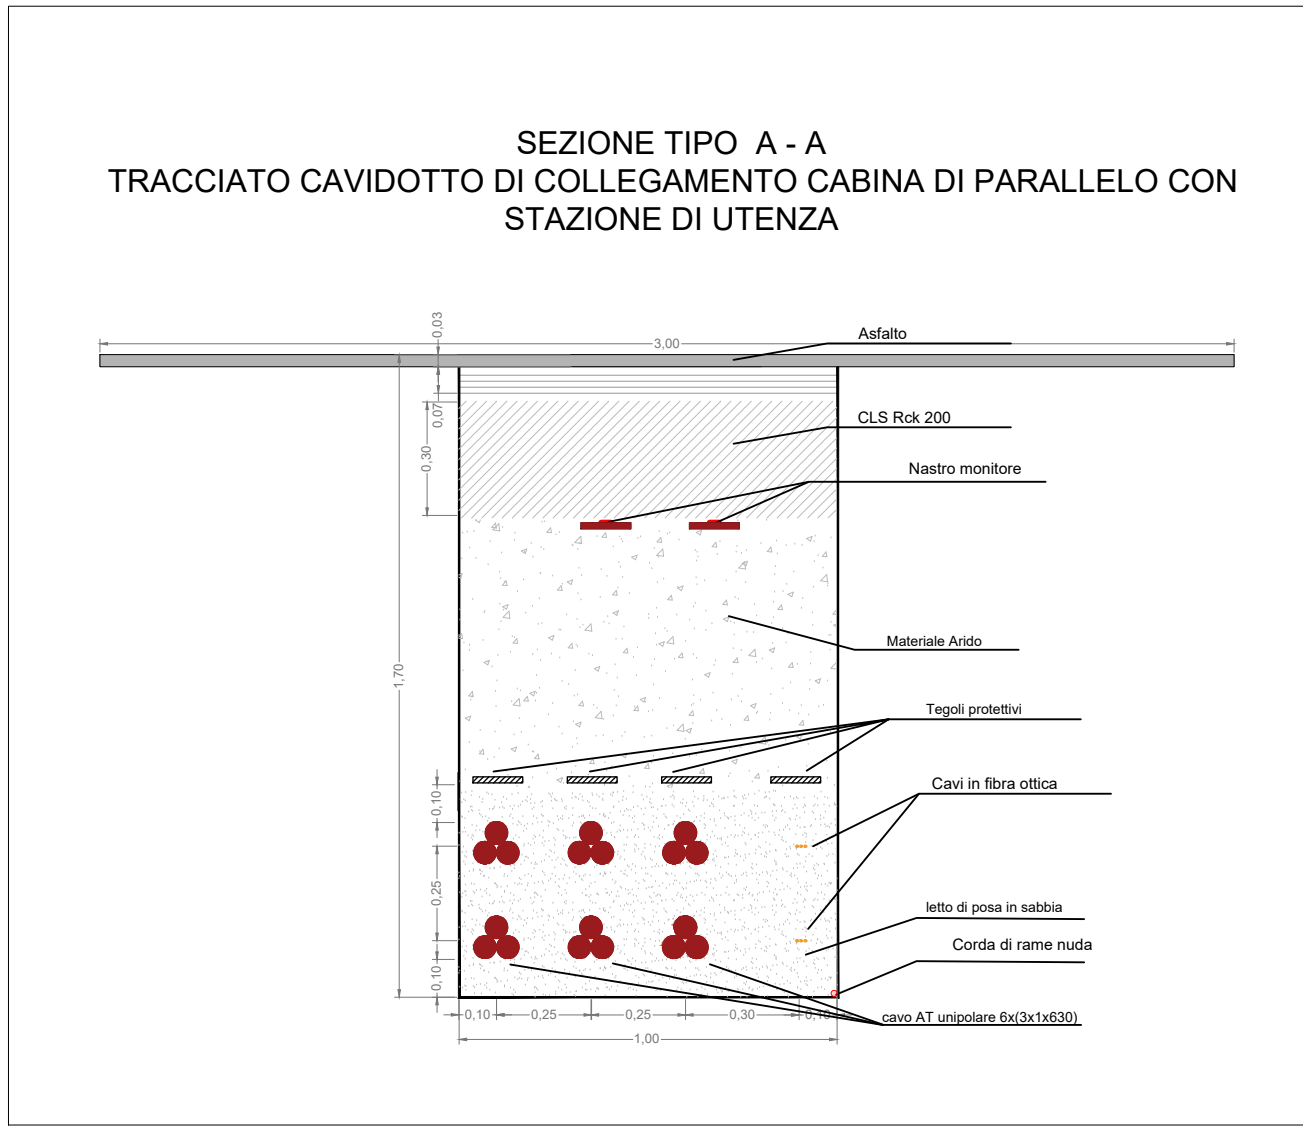 SEZIONE TIPO A - A
TRACCIATO CAVIDOTTO DI COLLEGAMENTO CABINA DI PARALLELO CON
STAZIONE DI UTENZA
0,03
3,00
Asfalto
0,07
CLS Rck 200
0,30
Nastro monitore
Materiale Arido
1,70
Tegoli protettivi
Cavi in fibra ottica
0,10
0,25
letto di posa in sabbia
Corda di rame nuda
0,10
0,10
0,25
0,25
0,30
0,10
cavo AT unipolare 6x(3x1x630)
1,00